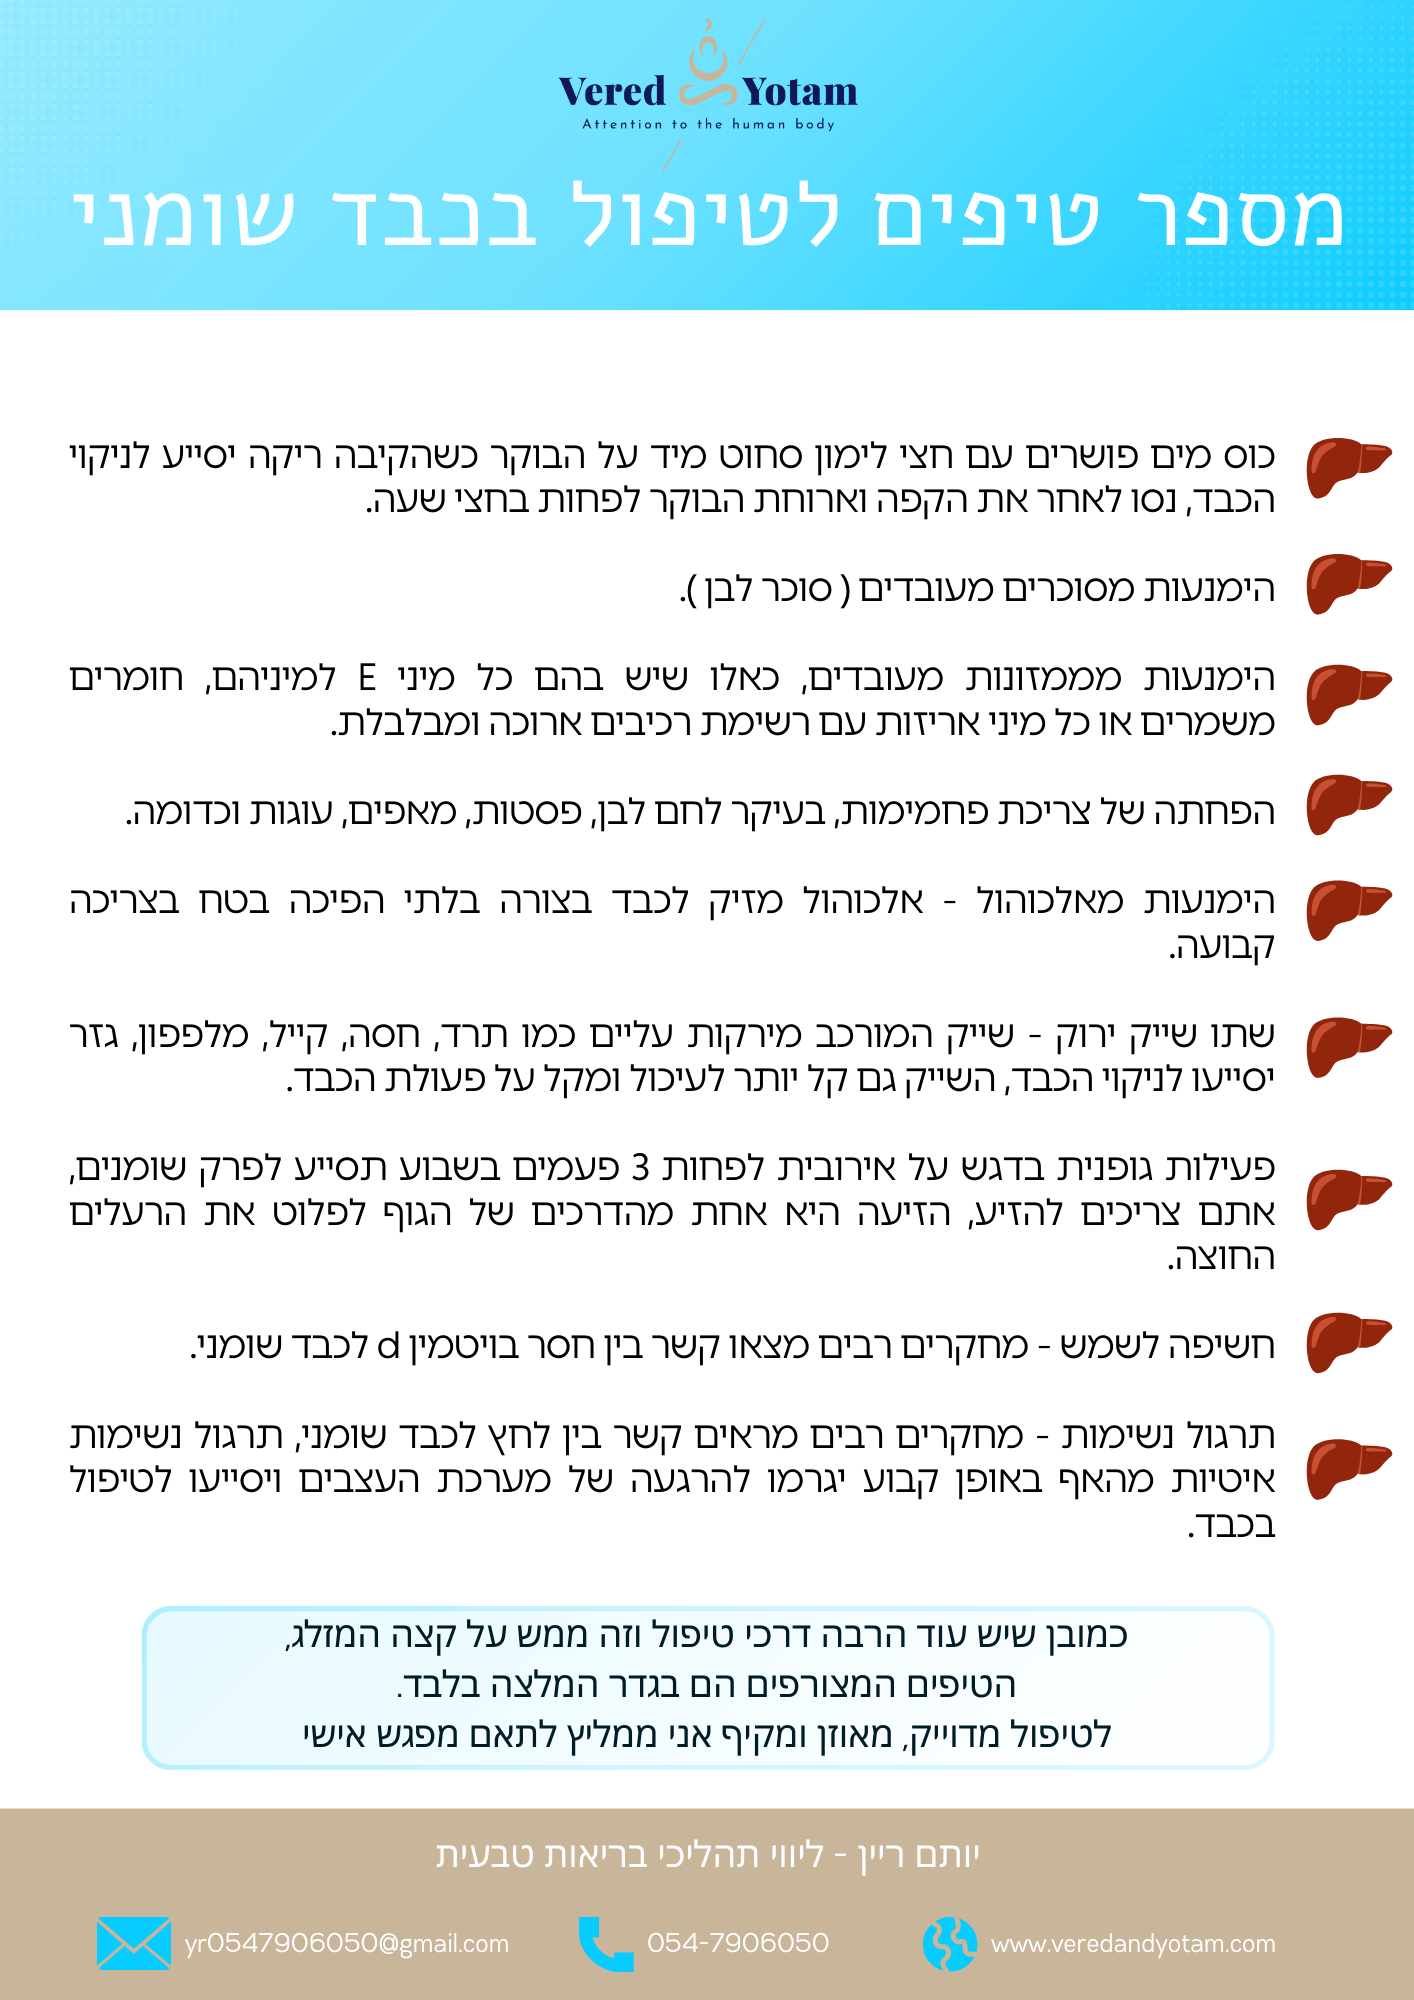 Vered Yotam
Attention to the human body
מספר טיפים לטיפול בכבד שומני
כוס מים פושרים עם חצי לימון סחוט מיד על הבוקר כשהקיבה ריקה יסייע לניקוי
הכבד, נסו לאחר את הקפה וארוחת הבוקר לפחות בחצי שעה.
הימנעות מסוכרים מעובדים ( סוכר לבן ).
הימנעות מממזונות מעובדים, כאלו שיש בהם כל מיני E למיניהם, חומרים
משמרים או כל מיני אריזות עם רשימת רכיבים ארוכה ומבלבלת.
הפחתה של צריכת פחמימות, בעיקר לחם לבן, פסטות, מאפים, עוגות וכדומה.
הימנעות מאלכוהול - אלכוהול מזיק לכבד בצורה בלתי הפיכה בטח בצריכה
קבועה.
שתו שייק ירוק - שייק המורכב מירקות עליים כמו תרד, חסה, קייל, מלפפון, גזר
יסייעו לניקוי הכבד, השייק גם קל יותר לעיכול ומקל על פעולת הכבד.
פעילות גופנית בדגש על אירובית לפחות 3 פעמים בשבוע תסייע לפרק שומנים,
אתם צריכים להזיע, הזיעה היא אחת מהדרכים של הגוף לפלוט את הרעלים
החוצה.
חשיפה לשמש - מחקרים רבים מצאו קשר בין חסר בויטמין d לכבד שומני.
תרגול נשימות - מחקרים רבים מראים קשר בין לחץ לכבד שומני, תרגול נשימות
איטיות מהאף באופן קבוע יגרמו להרגעה של מערכת העצבים ויסייעו לטיפול
בכבד.
כמובן שיש עוד הרבה דרכי טיפול וזה ממש על קצה המזלג,
הטיפים המצורפים הם בגדר המלצה בלבד.
לטיפול מדוייק, מאוזן ומקיף אני ממליץ לתאם מפגש אישי
יותם ריין - ליווי תהליכי בריאות טבעית
yr0547906050@gmail.com
054-7906050
www.veredandyotam.com